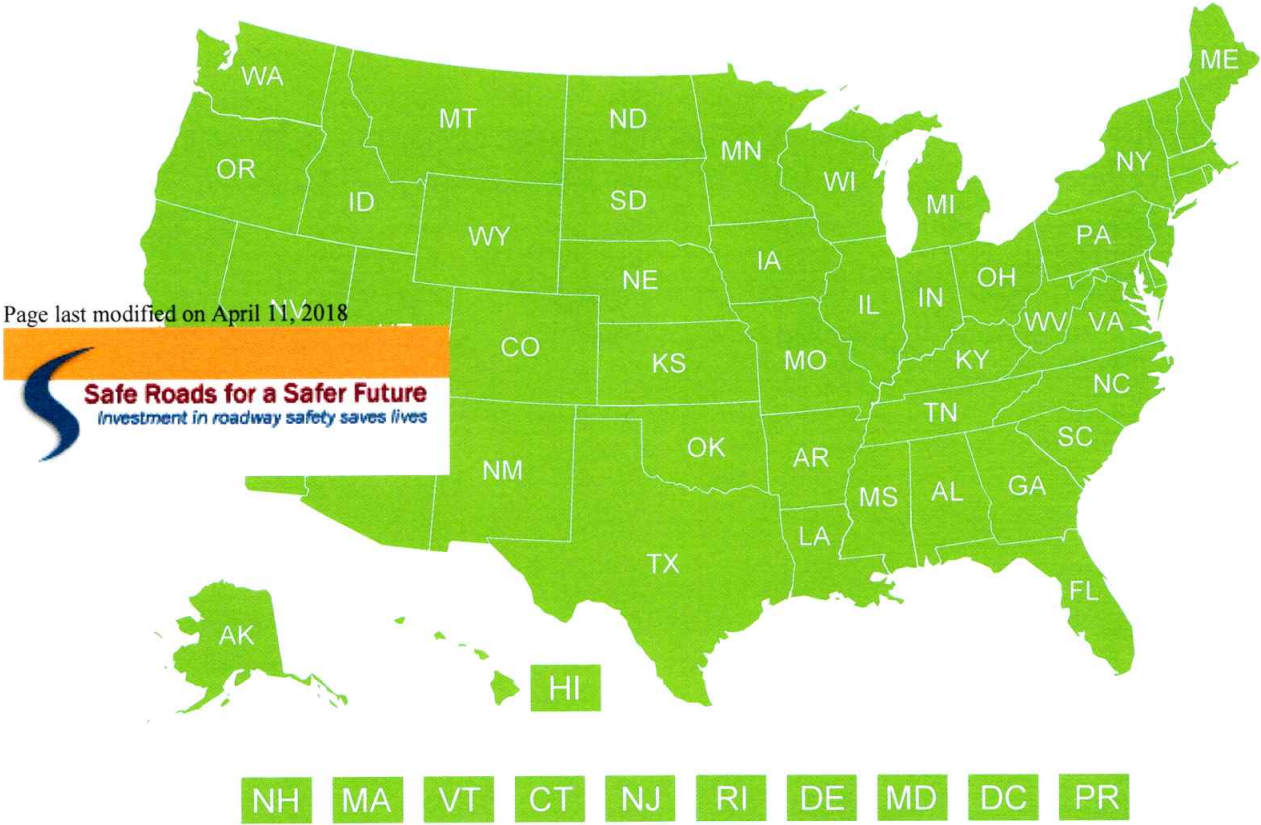 ME
WA
MT
ND
MN
OR
ID
SD
WI
MI
NY
WY
PA
IA
NE
OH
IL
IN
NV
Page last modified on April 11, 2018
WV
VA
CO
KS
MO
KY
NC
Safe Roads for a Safer Future
Investment in roadway safety saves lives
TN
SC
OK
AR
NM
MS
AL
GA
LA
TX
FL
AK
HI
NH MA VT CT NJ RI DE MD DC PR